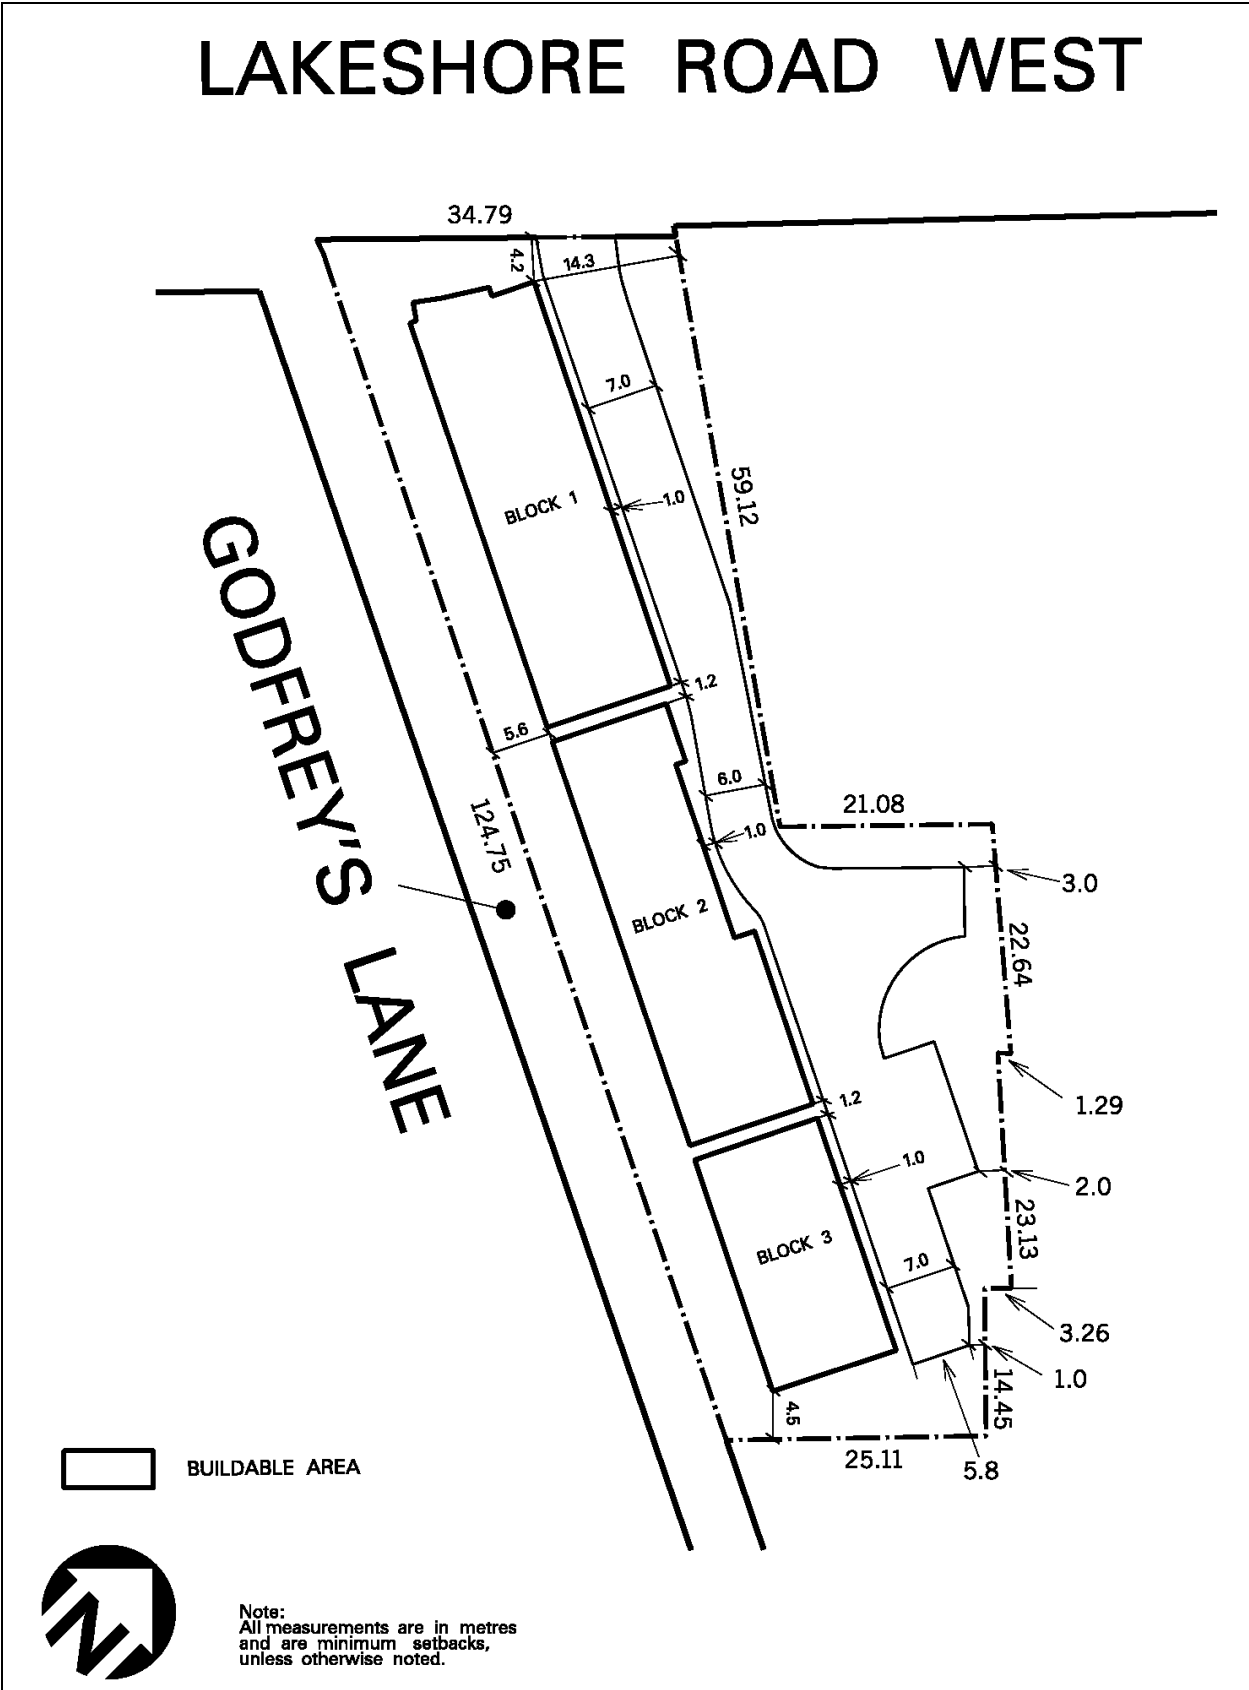 LAKESHORE ROAD WEST
34.79
4.2
14.3
7.0
59.12
BLOCK 1
1.0
GODFREY'S LANE
1.2
5.6
6.0
21.08
124.75
1.0
3.0
BLOCK 2
22.64
1.2
1.29
1.0
2.0
BLOCK 3
7.0
23.13
3.26
1.0
4.5
14.45
25.11
5.8
BUILDABLE AREA
N
Note:
All measurements are in metres
and are minimum setbacks,
unless otherwise noted.